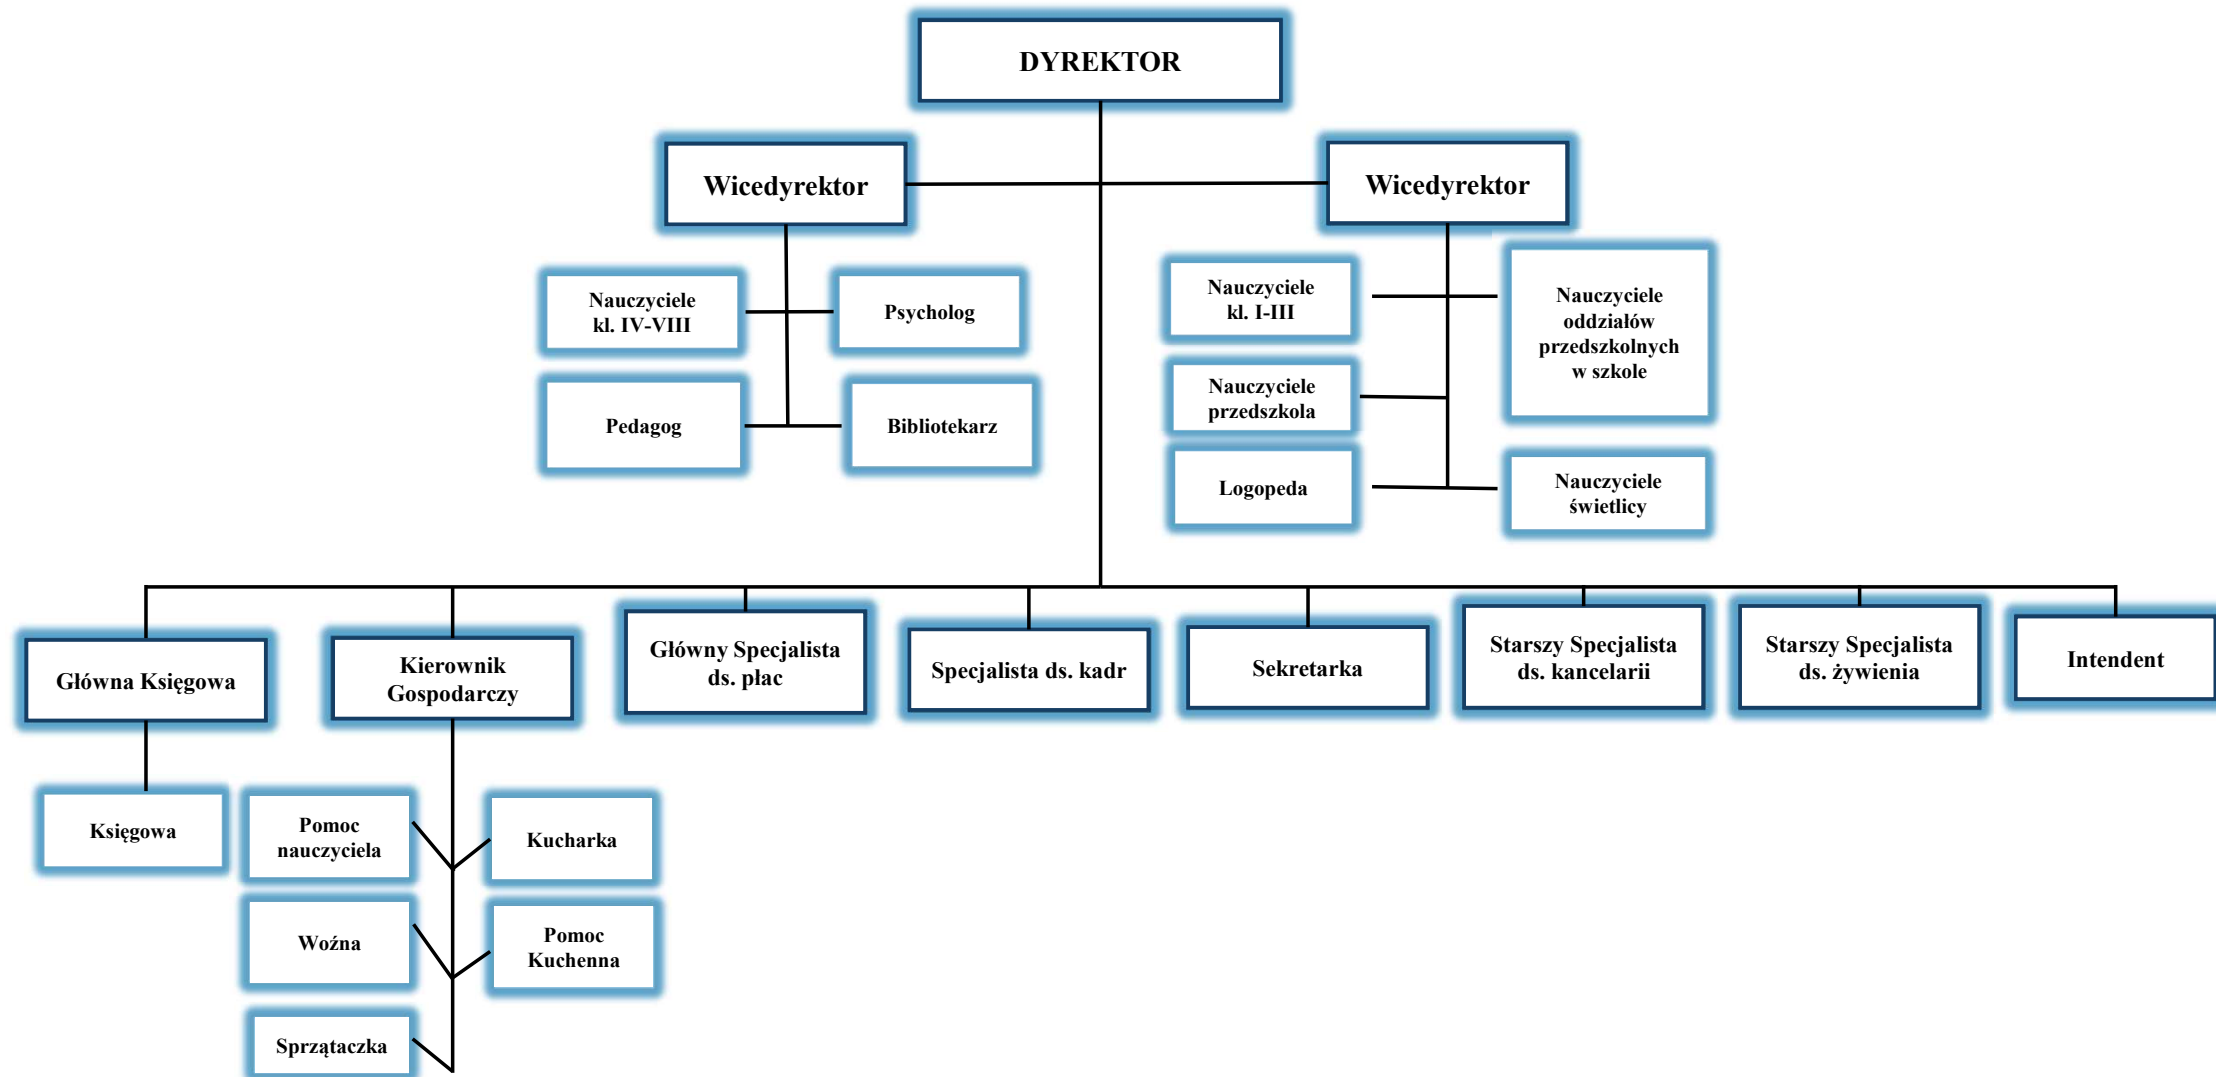 DYREKTOR
Wicedyrektor
Wicedyrektor
Nauczyciele
kl. IV-VIII
Psycholog
Pedagog
Bibliotekarz
Nauczyciele
kl. I-III
Nauczyciele
oddziałów
przedszkolnych
w szkole
Nauczyciele
przedszkola
Logopeda
Nauczyciele
świetlicy
Główna Księgowa
Kierownik
Gospodarczy
Główny Specjalista
ds. płac
Specjalista ds. kadr
Sekretarka
Starszy Specjalista
ds. kancelarii
Starszy Specjalista
ds. żywienia
Intendent
Księgowa
Pomoc
nauczyciela
Kucharka
Woźna
Pomoc
Kuchenna
Sprzątaczka